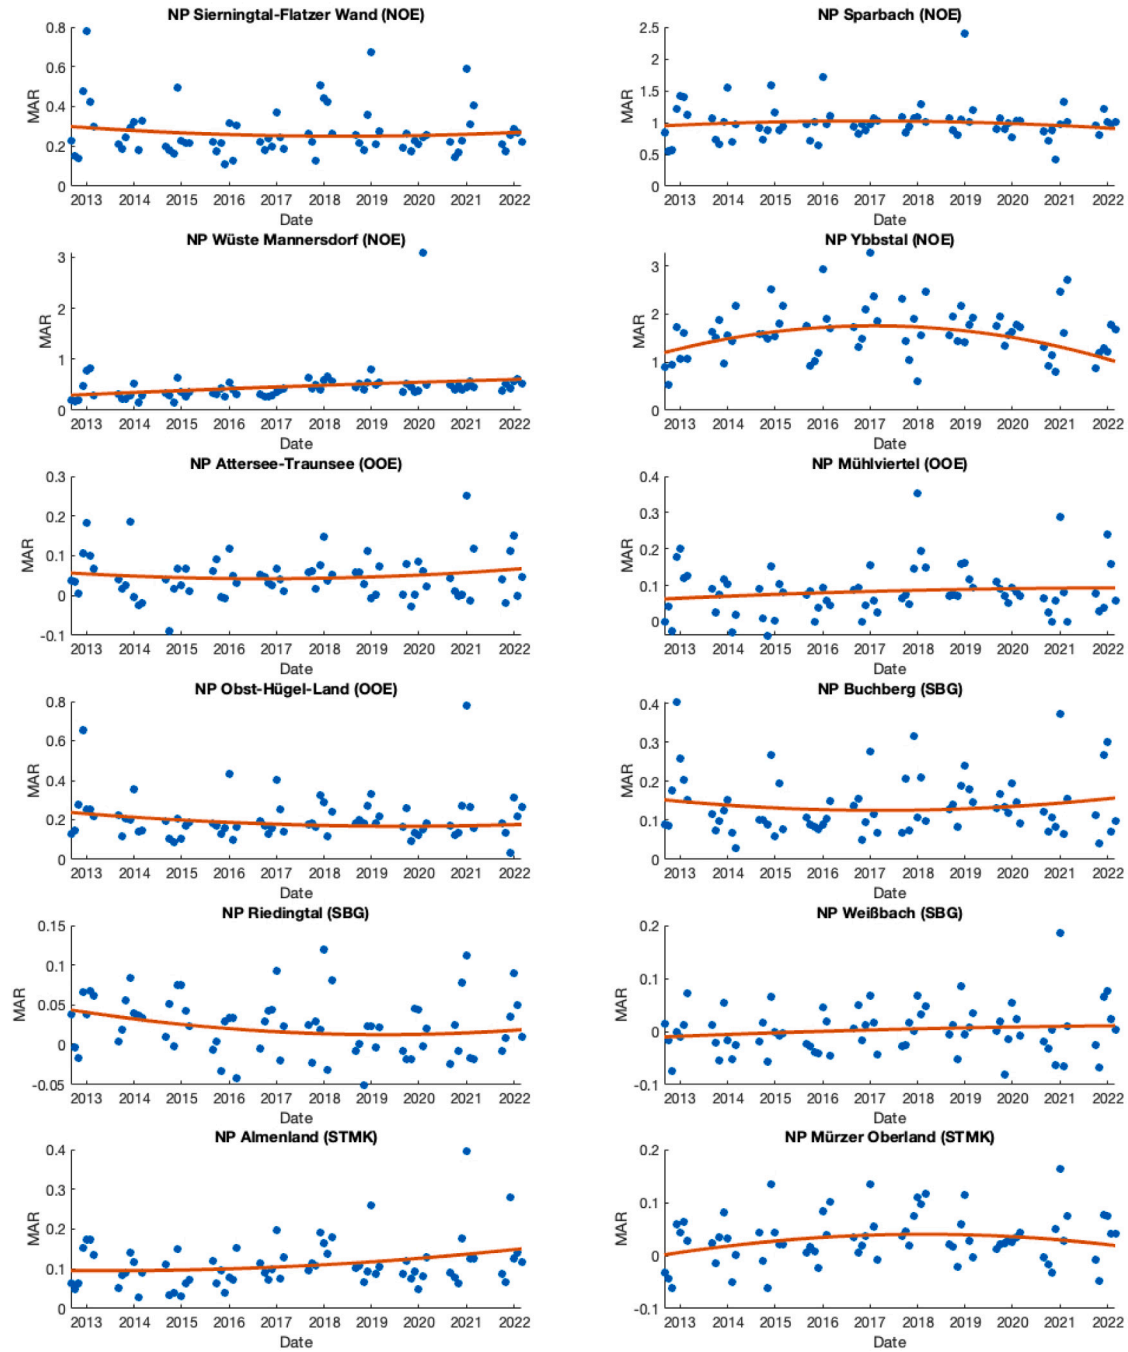 NP Sierningtal-Flatzer Wand (NOE)
0.8
0.6
0.4
0.2
0
MAR
2013 2014 2015 2016 2017 2018 2019 2020 2021 2022
Date
NP Sparbach (NOE)
2.5
2
1.5
1
0.5
0
MAR
2013 2014 2015 2016 2017 2018 2019 2020 2021 2022
Date
NP Wüste Mannersdorf (NOE)
3
2
1
0
MAR
2013 2014 2015 2016 2017 2018 2019 2020 2021 2022
Date
NP Ybbstal (NOE)
3
2
1
0
MAR
2013 2014 2015 2016 2017 2018 2019 2020 2021 2022
Date
NP Attersee-Traunsee (OOE)
0.3
0.2
0.1
0
-0.1
MAR
2013 2014 2015 2016 2017 2018 2019 2020 2021 2022
Date
NP Mühlviertel (OOE)
0.4
0.3
0.2
0.1
0
MAR
2013 2014 2015 2016 2017 2018 2019 2020 2021 2022
Date
NP Obst-Hügel-Land (OOE)
0.8
0.6
0.4
0.2
0
MAR
2013 2014 2015 2016 2017 2018 2019 2020 2021 2022
Date
NP Buchberg (SBG)
0.4
0.3
0.2
0.1
0
MAR
2013 2014 2015 2016 2017 2018 2019 2020 2021 2022
Date
NP Riedingtal (SBG)
0.15
0.1
0.05
0
-0.05
MAR
2013 2014 2015 2016 2017 2018 2019 2020 2021 2022
Date
NP Weißbach (SBG)
0.2
0.1
0
-0.1
MAR
2013 2014 2015 2016 2017 2018 2019 2020 2021 2022
Date
NP Almenland (STMK)
0.4
0.3
0.2
0.1
0
MAR
2013 2014 2015 2016 2017 2018 2019 2020 2021 2022
Date
NP Mürzer Oberland (STMK)
0.2
0.1
0
-0.1
MAR
2013 2014 2015 2016 2017 2018 2019 2020 2021 2022
Date